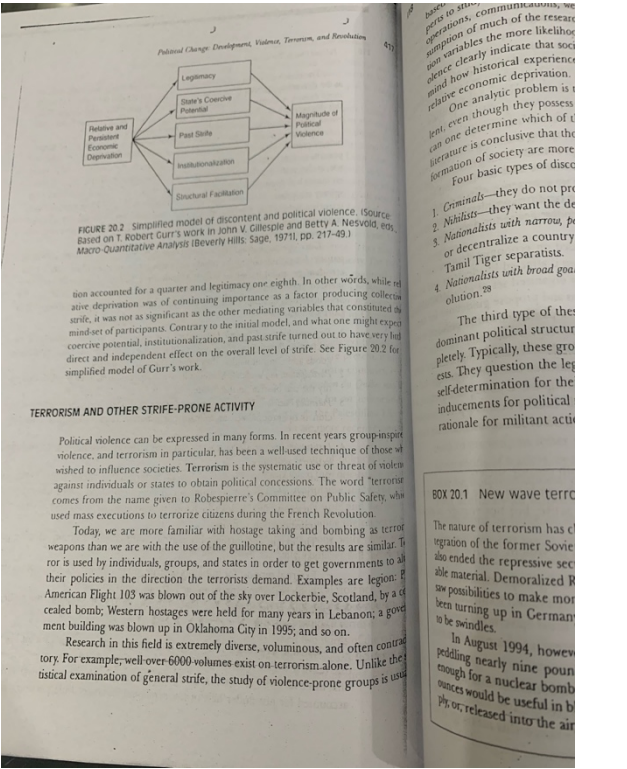 Political Change: Development, Violence, Terrorism, and Revolution
Legitimacy
State's Coercive
Potential
Relative and
Persistent
Economic
Deprivation
Past Strife
Magnitude of
Political
Violence
Institutionalization
Structural Facilitation
FIGURE 20.2 Simplified model of discontent and political violence. (Source
Based on T. Robert Gurr's work in John V. Gillespie and Betty A. Nesvold, eds,
Macro-Quantitative Analysis (Beverly Hills: Sage, 1971), pp. 217-49.)
tion accounted for a quarter and legitimacy one eighth. In other words, while rel
ative deprivation was of continuing importance as a factor producing collective
strife, it was not as significant as the other mediating variables that constituted
mind-set of participants. Contrary to the initial model, and what one might expect
coercive potential, institutionalization, and past strife turned out to have very
direct and independent effect on the overall level of strife. See Figure 20.2 for
simplified model of Gurr's work.
TERRORISM AND OTHER STRIFE-PRONE ACTIVITY
Political violence can be expressed in many forms. In recent years group-inspire
violence, and terrorism in particular, has been a well-used technique of those
wished to influence societies. Terrorism is the systematic use or threat of violen
against individuals or states to obtain political concessions. The word "terrorist
comes from the name given to Robespierre's Committee on Public Safety, whi
used mass executions to terrorize citizens during the French Revolution.
Today, we are more familiar with hostage taking and bombing as terror
weapons than we are with the use of the guillotine, but the results are similar. T
ror is used by individuals, groups, and states in order to get governments to
their policies in the direction the terrorists demand. Examples are legion: P
American Flight 103 was blown out of the sky over Lockerbie, Scotland, by a
cealed bomb; Western hostages were held for many years in Lebanon; a gove
ment building was blown up in Oklahoma City in 1995; and so on.
Research in this field is extremely diverse, voluminous, and often contrad
tory. For example, well over 6000 volumes exist on terrorism alone. Unlike the
tistical examination of general strife, the study of violence-prone groups is usu
perts to stu
operations, communications, we
sumption of much of the researc
tion variables the more likelihoo
olence clearly indicate that soci
mind how historical experience
relative economic deprivation.
One analytic problem is
lent, even though they possess
can one determine which of t
literature is conclusive that the
formation of society are more
Four basic types of disco
1. Criminals—they do not pro
2. Nihilists—they want the de
3. Nationalists with narrow, p
or decentralize a country
Tamil Tiger separatists.
4. Nationalists with broad goa
olution.28
The third type of thes
dominant political structur
pletely. Typically, these gro
ests. They question the leg
self-determination for the
inducements for political
rationale for militant actio
BOX 20.1 New wave terro
The nature of terrorism has c
tegration of the former Sovie
also ended the repressive sec
able material. Demoralized R
saw possibilities to make mor
been turning up in German
to be swindles.
In August 1994, howev
peddling nearly nine poun
enough for a nuclear bomb
ounces would be useful in b
ply, or, released into the air